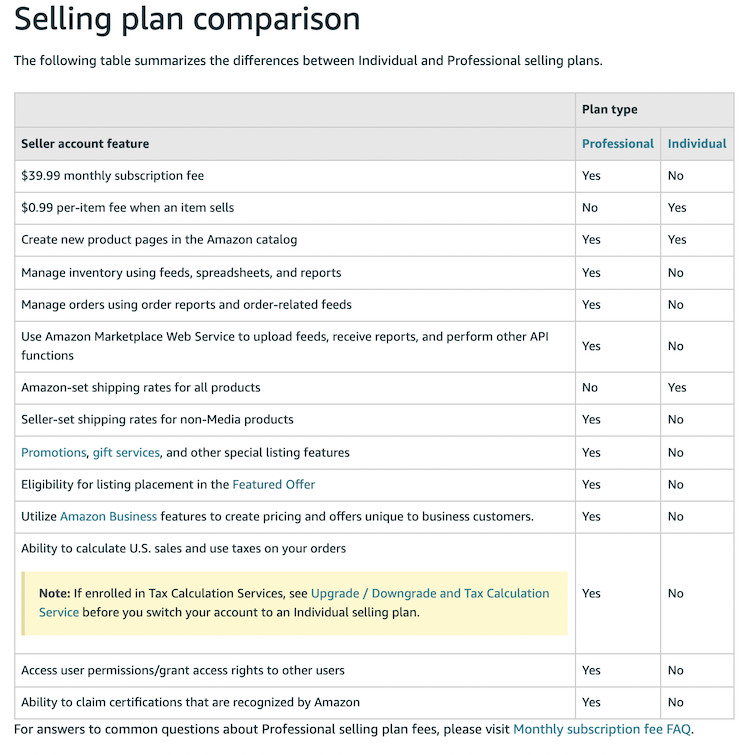 Selling plan comparison
The following table summarizes the differences between Individual and Professional selling plans.
Plan type
Seller account feature Professional Individual
$39.99 monthly subscription fee Yes No
$0.99 per-item fee when an item sells No Yes
Create new product pages in the Amazon catalog Yes Yes
Manage inventory using feeds, spreadsheets, and reports Yes No
Manage orders using order reports and order-related feeds Yes No
Use Amazon Marketplace Web Service to upload feeds, receive reports, and perform other API
functions Yes No
Amazon-set shipping rates for all products No Yes
Seller-set shipping rates for non-Media products Yes No
Promotions, gift services, and other special listing features Yes No
Eligibility for listing placement in the Featured Offer Yes No
Utilize Amazon Business features to create pricing and offers unique to business customers. Yes No
Ability to calculate U.S. sales and use taxes on your orders
Note: If enrolled in Tax Calculation Services, see Upgrade / Downgrade and Tax Calculation Yes No
Service before you switch your account to an Individual selling plan.
Access user permissions/grant access rights to other users Yes No
Ability to claim certifications that are recognized by Amazon Yes No
For answers to common questions about Professional selling plan fees, please visit Monthly subscription fee FAQ.